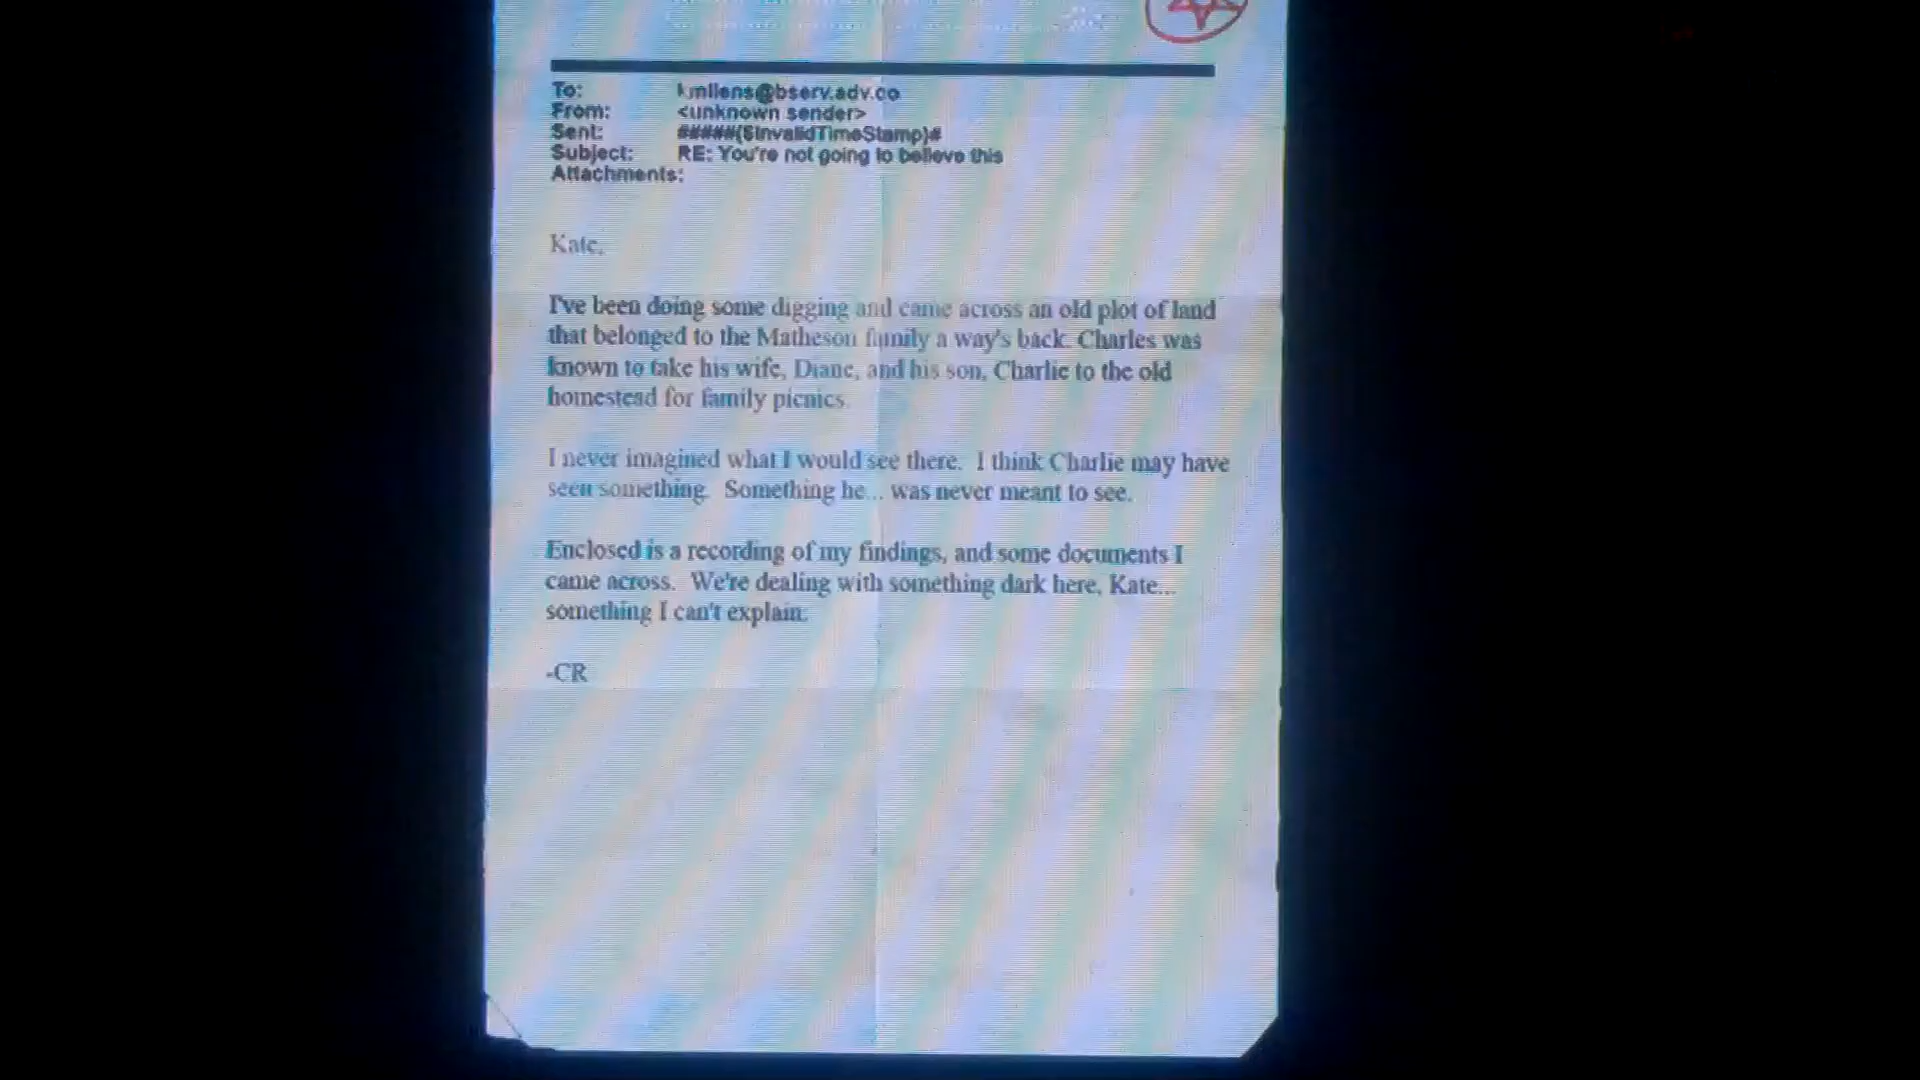 To: kmilens@bserv.adv.co
From: <unknown sender>
Sent: #####($InvalidTimeStamp)#
Subject: RE: You're not going to believe this
Attachments:
Kate,
I've been doing some digging and came across an old plot of land
that belonged to the Matheson family a way's back. Charles was
known to take his wife, Diane, and his son, Charlie to the old
homestead for family picnics.
I never imagined what I would see there. I think Charlie may have
seen something. Something he... was never meant to see.
Enclosed is a recording of my findings, and some documents I
came across. We're dealing with something dark here, Kate...
something I can't explain.
-CR